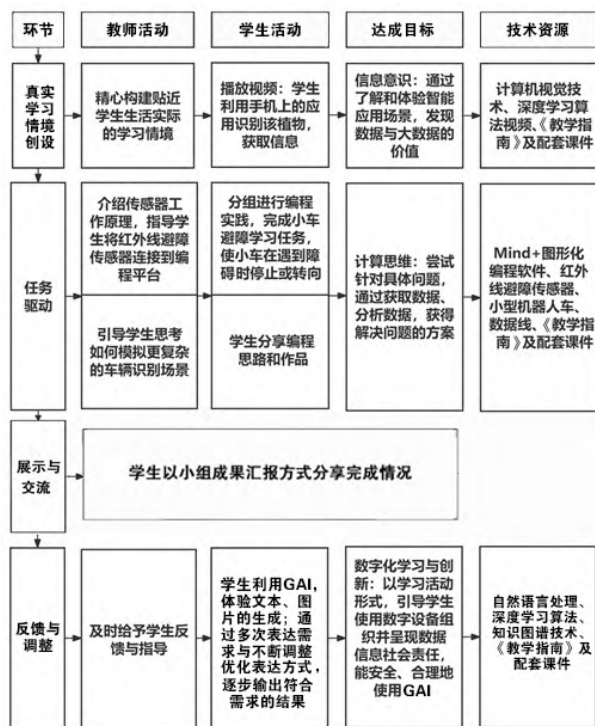 环节
教师活动
学生活动
达成目标
技术资源
真实
学习
情境
创设
精心构建贴近
学生生活实际
的学习情境
播放视频：学生
利用手机上的应
用识别该植物，
获取信息
信息意识：通过
了解和体验智能
应用场景，发现
数据与大数据的
价值
计算机视觉技
术、深度学习算
法视频、《教学指
南》及配套课件
任务
驱动
介绍传感器工
作原理，指导学
生将红外线避障
传感器连接到编
程平台
分组进行编程
实践，完成小车
避障学习任务，
使小车在遇到障
碍时停止或转向
引导学生思考
如何模拟更复杂
的车辆识别场景
学生分享编程
思路和作品
计算思维：尝试
针对具体问题，
通过获取数据、
分析数据，获得
解决问题的方案
Mind+图形化
编程软件、红外
线避障传感器、
小型机器人车、
数据线、《教学指
南》及配套课件
展示与
交流
学生以小组成果汇报方式分享完成情况
反馈与
调整
及时给予学生反
馈与指导
学生利用GAI，
体验文本、图
片的生成；通
过多次表达需
求与不断调整
优化表达方式，
逐步输出符合
需求的结果
数字化学习与创
新：以学习活动
形式，引导学生
使用数字设备
组织并呈现数据
信息社会责任，
能安全、合理地
使用GAI
自然语言处理、
深度学习算法、
知识图谱技术、
《教学指南》及
配套课件